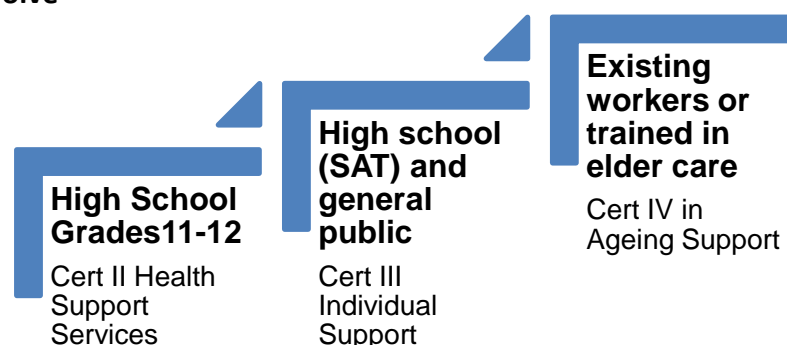 High School
Grades11-12
Cert II Health
Support
Services
High school
(SAT) and
general
public
Cert III
Individual
Support
Existing
workers or
trained in
elder care
Cert IV in
Ageing Support